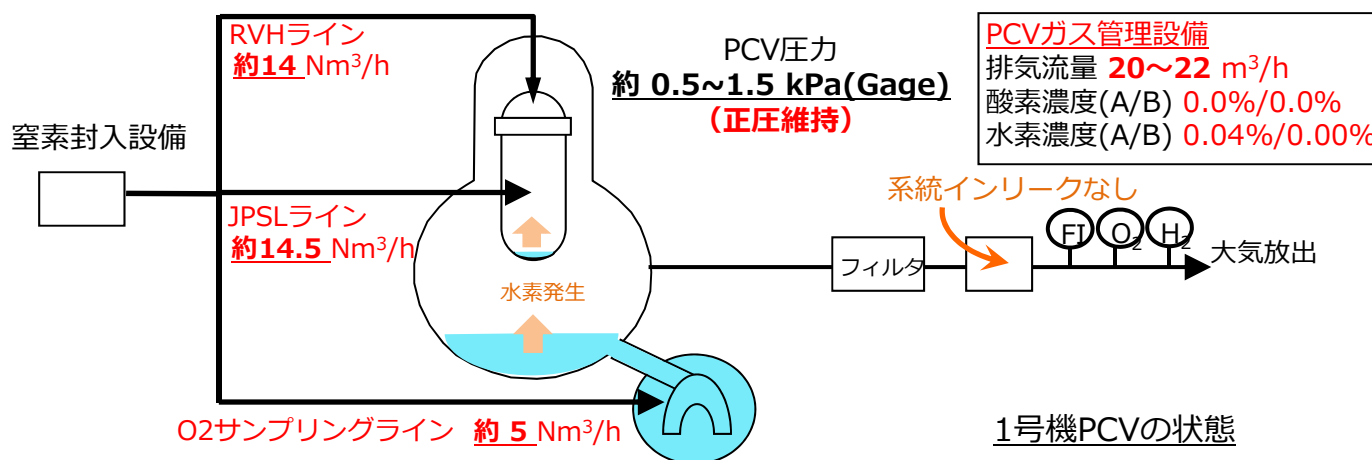 RVHライン
約14 Nm³/h
PCV圧力
約 0.5~1.5 kPa(Gage)
（正圧維持）
PCVガス管理設備
排気流量 20～22 m³/h
酸素濃度(A/B) 0.0%/0.0%
水素濃度(A/B) 0.04%/0.00%
窒素封入設備
JPSLライン
約14.5 Nm³/h
系統インリークなし
FI
O₂
H₂
フィルタ
大気放出
水素発生
O2サンプリングライン 約 5 Nm³/h
1号機PCVの状態